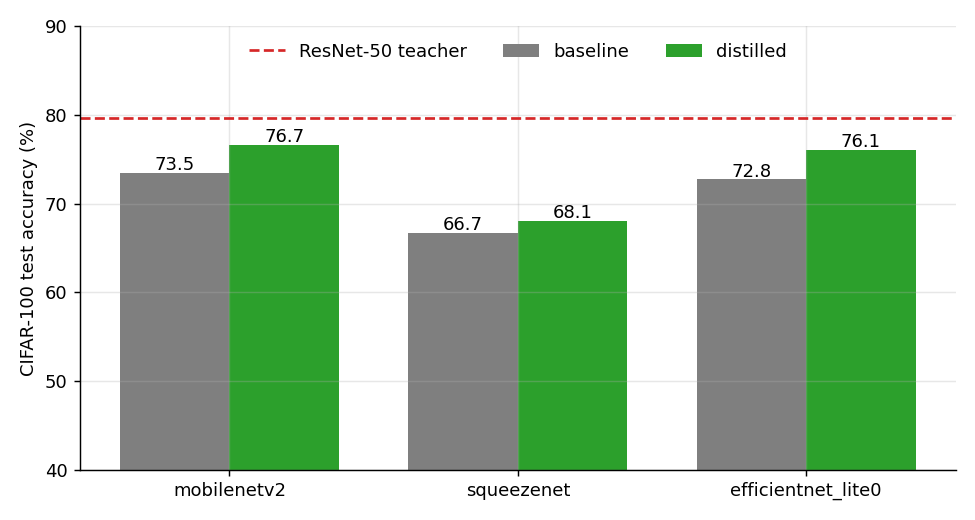 90
80
70
60
50
40
CIFAR-100 test accuracy (%)
ResNet-50 teacher baseline distilled
73.5 76.7 66.7 68.1 72.8 76.1
mobilenetv2 squeezenet efficientnet_lite0